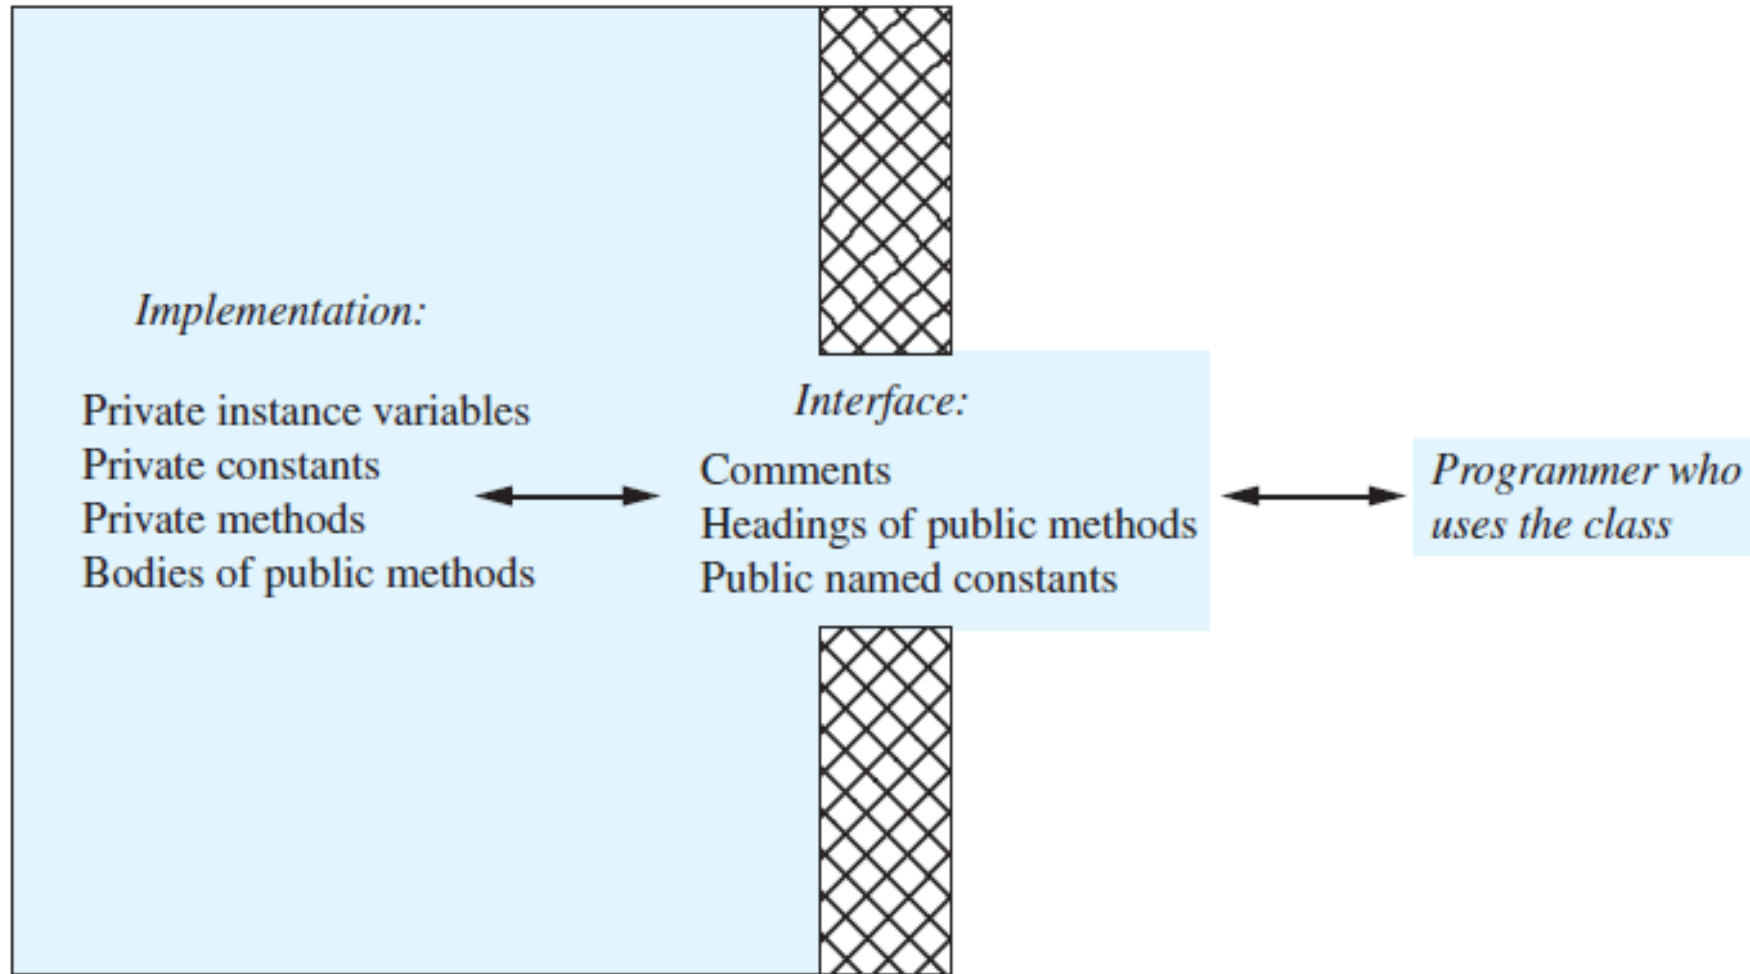 Implementation:
Private instance variables
Private constants
Private methods
Bodies of public methods
Interface:
Comments
Headings of public methods
Public named constants
Programmer who
uses the class